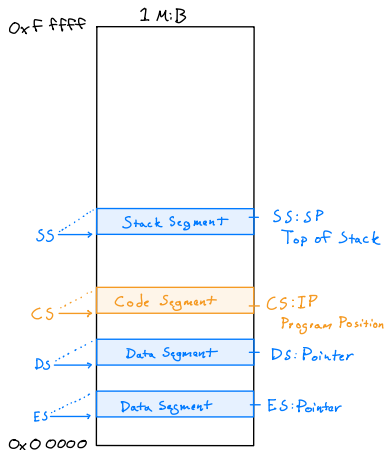 1 MiB
0xF ffff
Stack Segment
SS:SP
SS
Top of Stack
Code Segment
CS:IP
CS
Program Position
Data Segment
DS:Pointer
DS
Data Segment
ES:Pointer
ES
0x0 0000